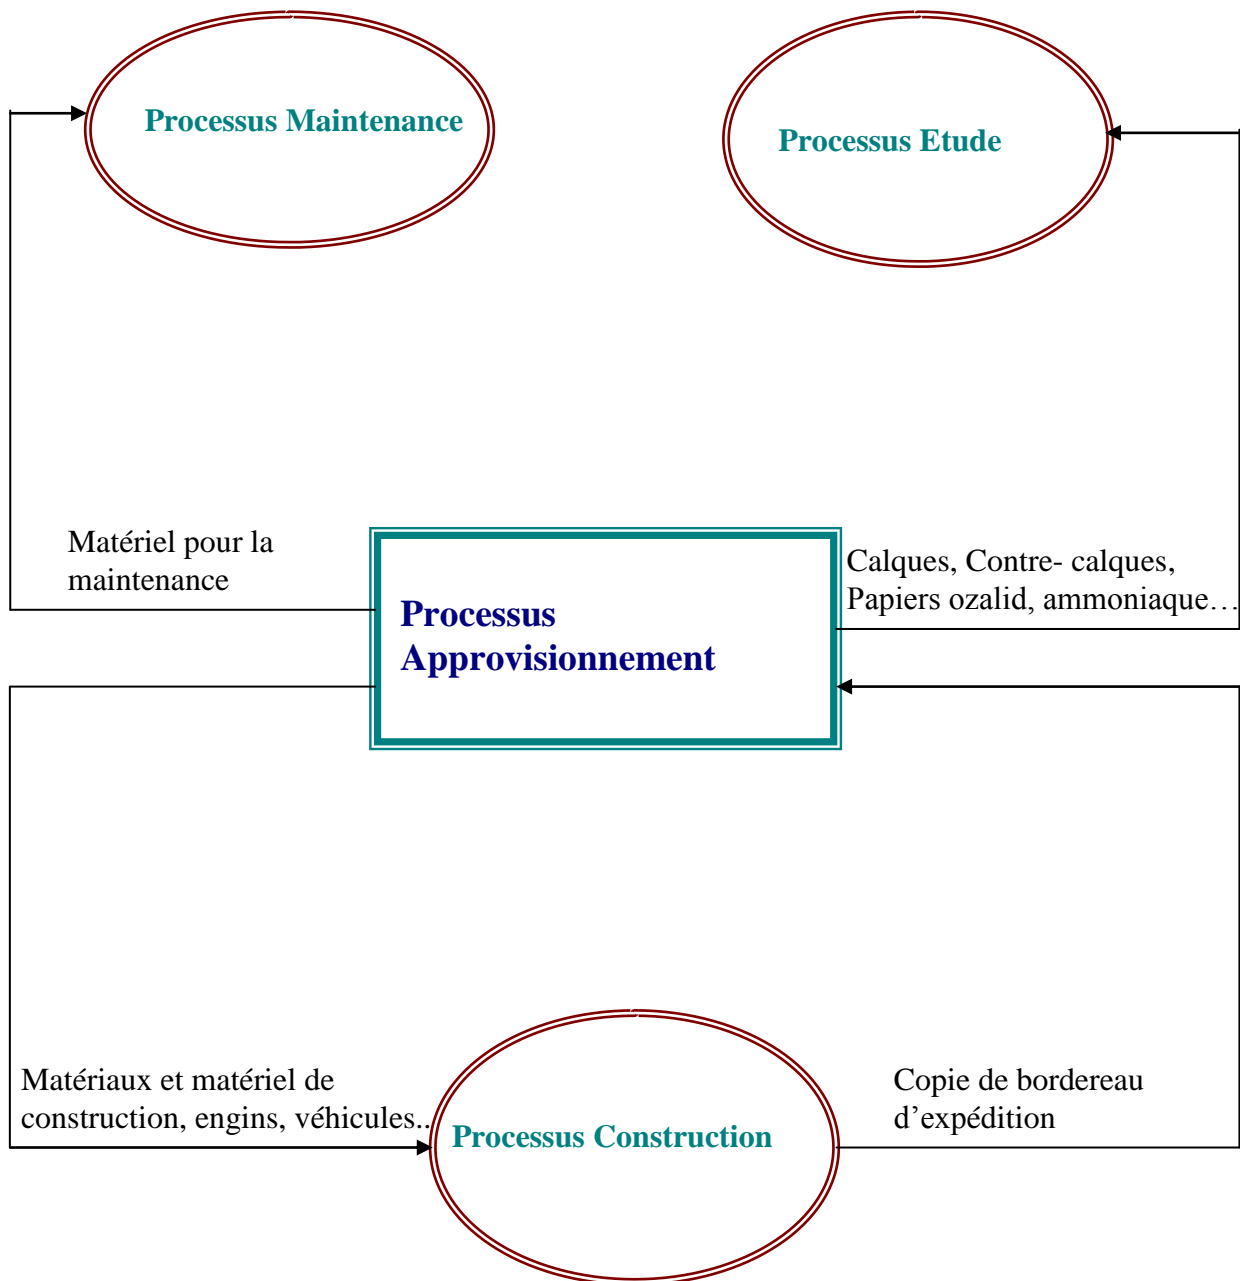 Processus Maintenance
Processus Etude
Matériel pour la
maintenance
Calques, Contre- calques,
Papiers ozalid, ammoniaque…
Processus
Approvisionnement
Matériaux et matériel de
construction, engins, véhicules..
Processus Construction
Copie de bordereau
d’expédition